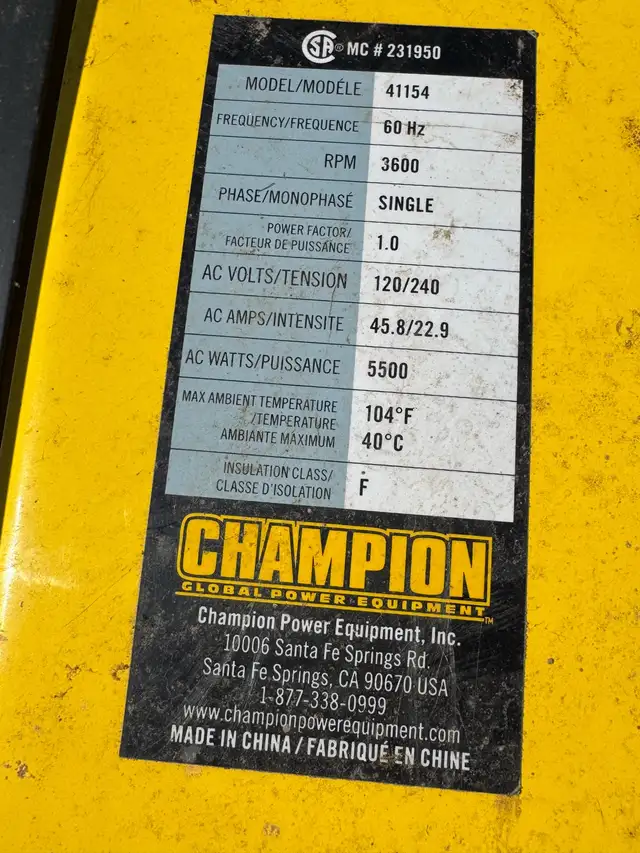 CSA® MC # 231950
MODEL/MODÉLE 41154
FREQUENCY/FREQUENCE 60 Hz
RPM 3600
PHASE/MONOPHASÉ SINGLE
POWER FACTOR/
FACTEUR DE PUISSANCE 1.0
AC VOLTS/TENSION 120/240
AC AMPS/INTENSITE 45.8/22.9
AC WATTS/PUISSANCE 5500
MAX AMBIENT TEMPERATURE
/TEMPERATURE 104°F
AMBIANTE MAXIMUM 40°C
INSULATION CLASS/
CLASSE D'ISOLATION F
CHAMPION
GLOBAL POWER EQUIPMENT™
Champion Power Equipment, Inc.
10006 Santa Fe Springs Rd.
Santa Fe Springs, CA 90670 USA
1-877-338-0999
www.championpowerequipment.com
MADE IN CHINA / FABRIQUÉ EN CHINE